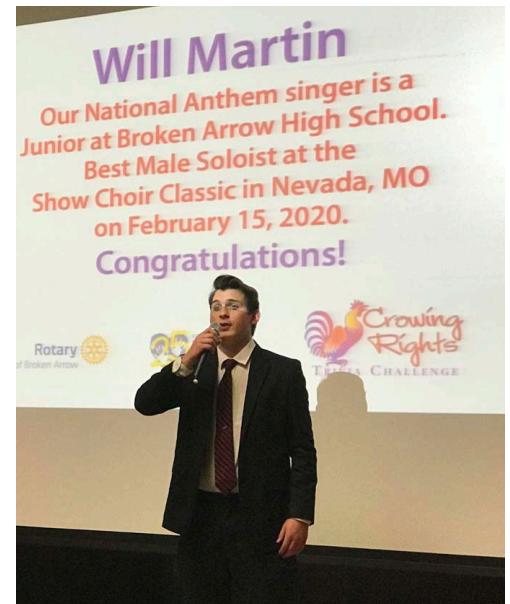 Will Martin
Our National Anthem singer is a
Junior at Broken Arrow High School.
Best Male Soloist at the
Show Choir Classic in Nevada, MO
on February 15, 2020.
Congratulations!
Rotary
of Broken Arrow
25
Crowing
Rights
TRIVIA CHALLENGE